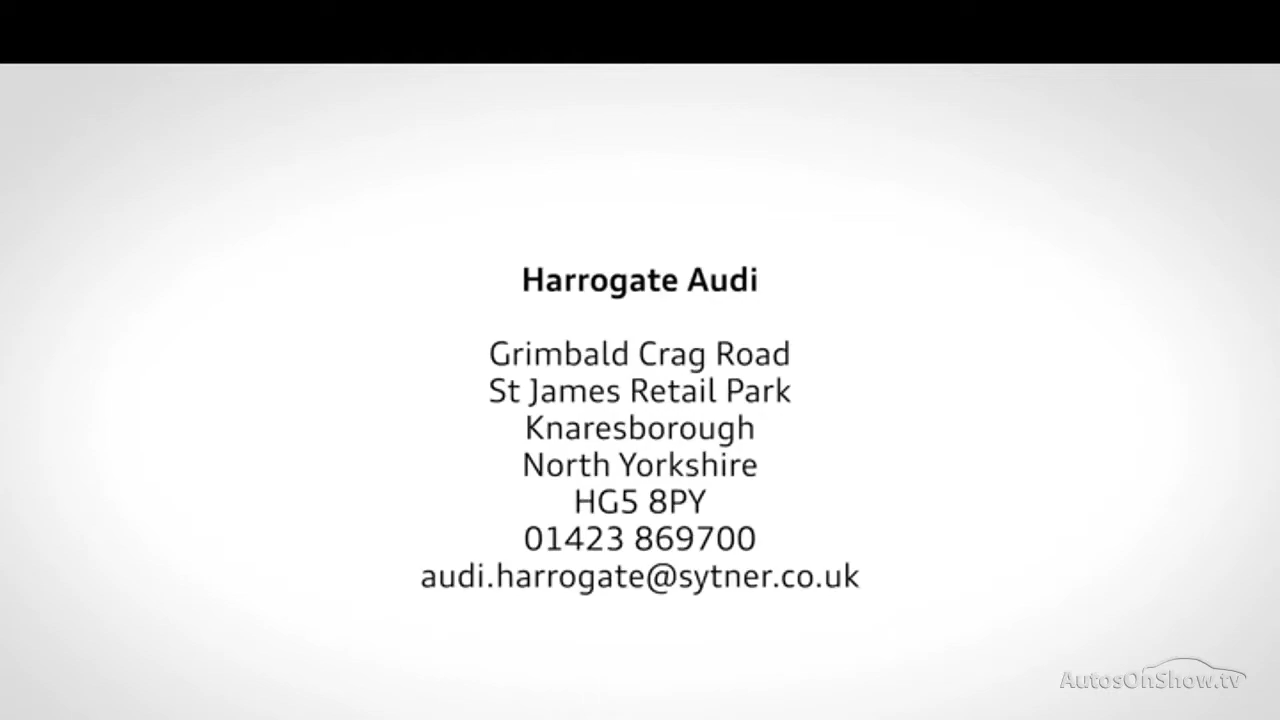 Harrogate Audi
Grimbald Crag Road
St James Retail Park
Knaresborough
North Yorkshire
HG5 8PY
01423 869700
audi.harrogate@sytner.co.uk
AutosOnShow.tv